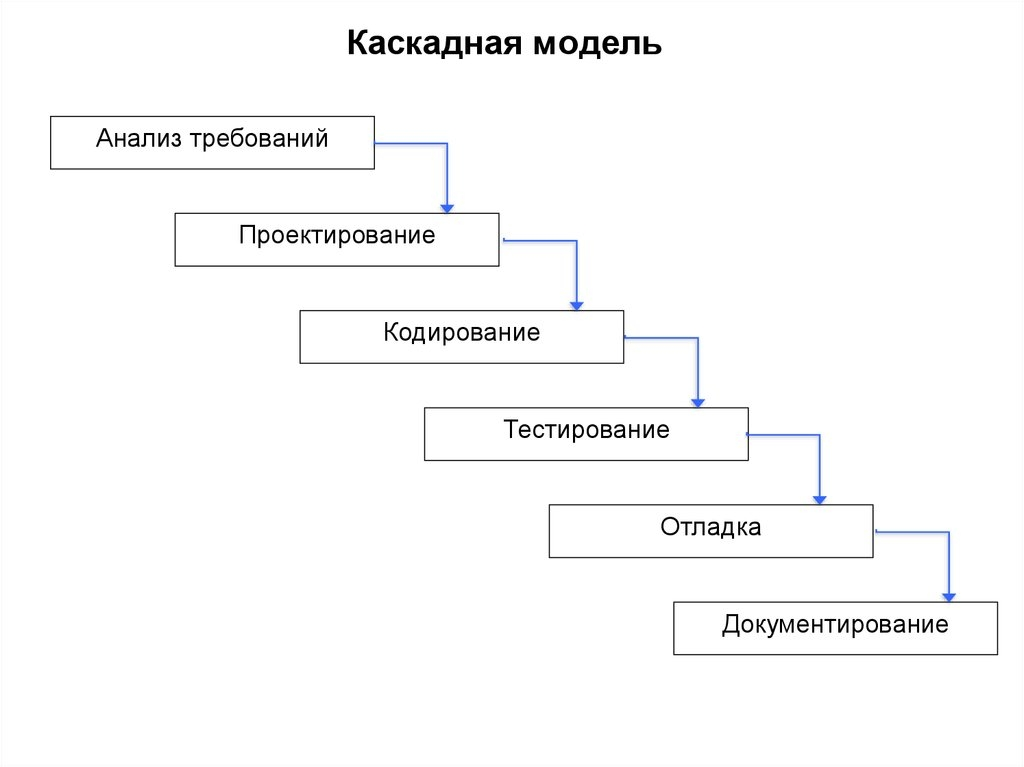 Каскадная модель
Анализ требований
Проектирование
Кодирование
Тестирование
Отладка
Документирование